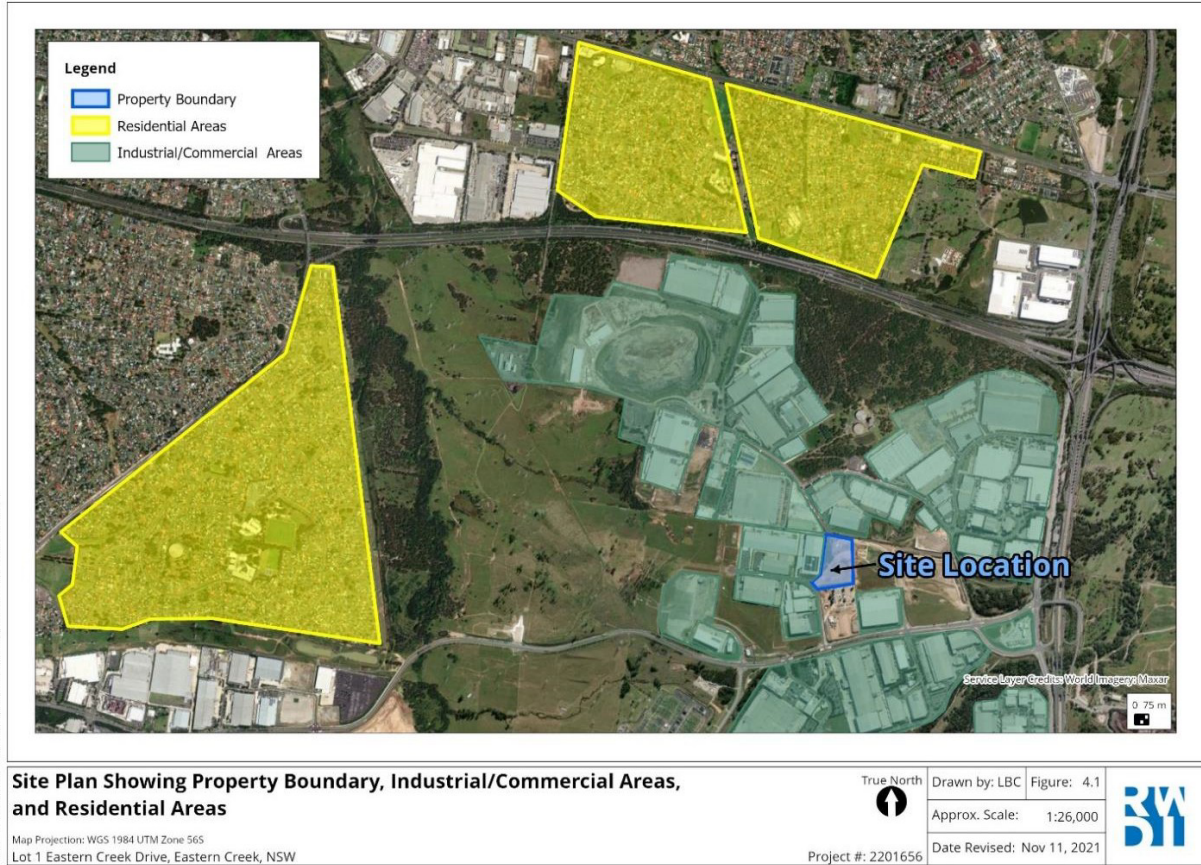 Legend
Property Boundary
Residential Areas
Industrial/Commercial Areas
Site Location
Service Layer Credits: World Imagery: Maxar
0 75 m
Site Plan Showing Property Boundary, Industrial/Commercial Areas,
and Residential Areas
Map Projection: WGS 1984 UTM Zone 56S
Lot 1 Eastern Creek Drive, Eastern Creek, NSW
True North
Project #: 2201656
Drawn by: LBC Figure: 4.1
Approx. Scale: 1:26,000
Date Revised: Nov 11, 2021
RWDI